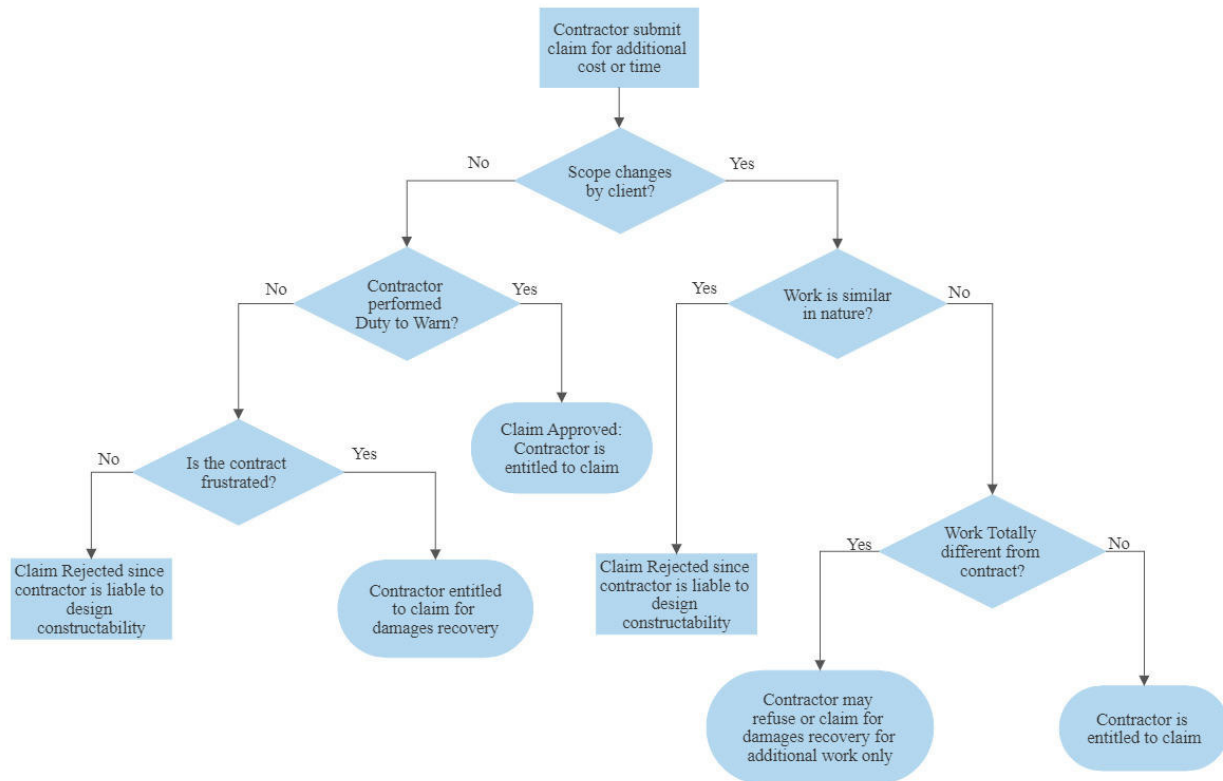 Contractor submit
claim for additional
cost or time
No
Scope changes
by client?
Yes
No
Contractor
performed
Duty to Warn?
Yes
Yes
Work is similar
in nature?
No
Claim Approved:
Contractor is
entitled to claim
No
Is the contract
frustrated?
Yes
Yes
Work Totally
different from
contract?
No
Claim Rejected since
contractor is liable to
design
constructability
Contractor entitled
to claim for
damages recovery
Claim Rejected since
contractor is liable to
design
constructability
Contractor may
refuse or claim for
damages recovery for
additional work only
Contractor is
entitled to claim